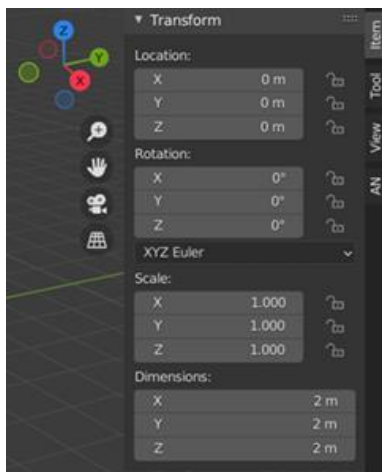 Z
Y
X
Transform
Location:
X 0 m
Y 0 m
Z 0 m
Rotation:
X 0°
Y 0°
Z 0°
XYZ Euler
Scale:
X 1.000
Y 1.000
Z 1.000
Dimensions:
X 2 m
Y 2 m
Z 2 m
Item
Tool
View
AN